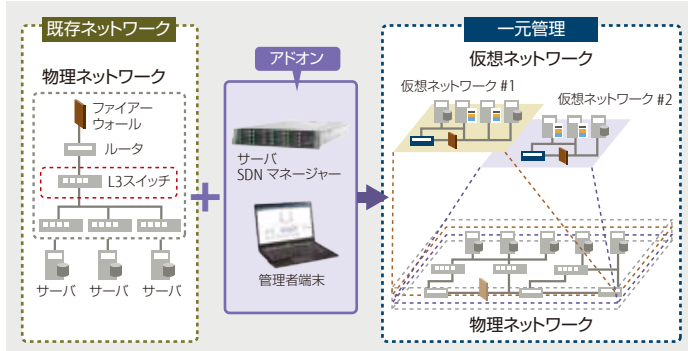 既存ネットワーク
物理ネットワーク
ファイアー
ウォール
ルータ
L3スイッチ
サーバ
サーバ
サーバ
アドオン
サーバ
SDN マネージャー
管理者端末
一元管理
仮想ネットワーク
仮想ネットワーク #1
仮想ネットワーク #2
物理ネットワーク